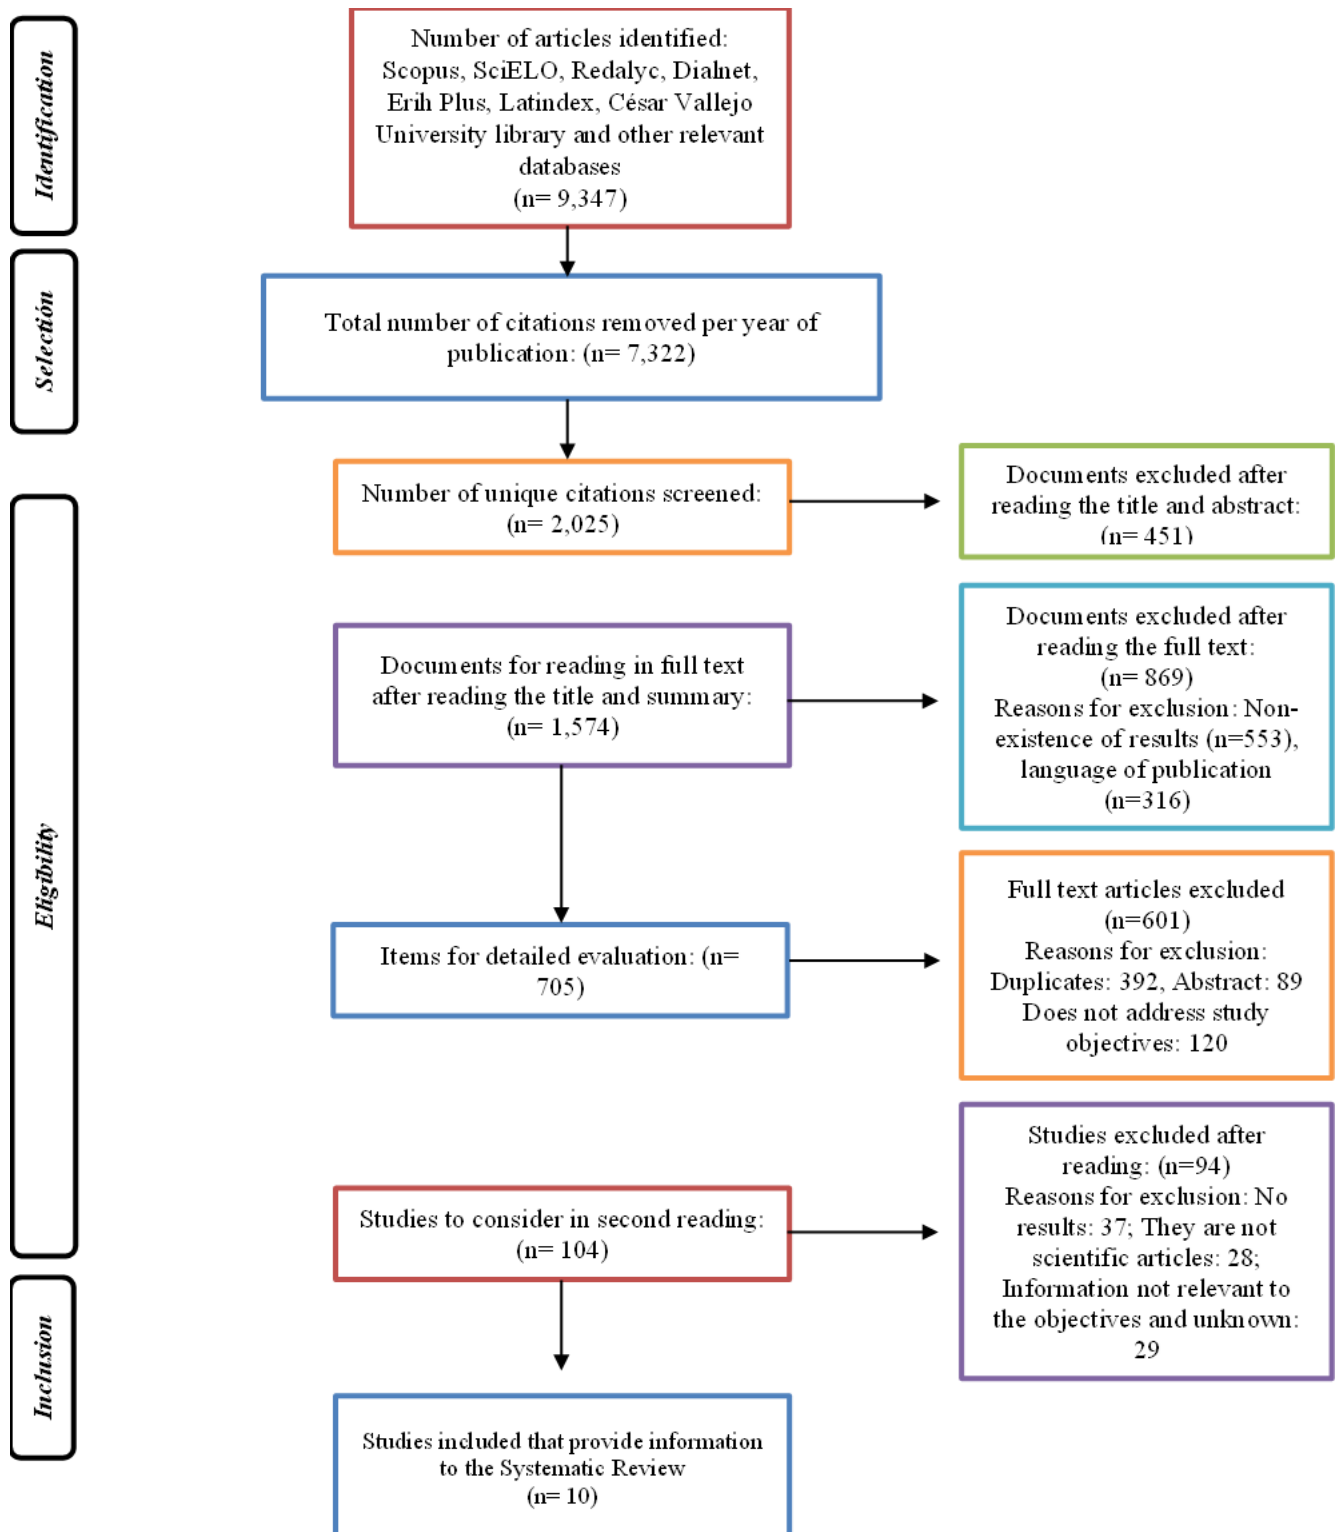 Identification
Number of articles identified:
Scopus, SciELO, Redalyc, Dialnet,
Erih Plus, Latindex, César Vallejo
University library and other relevant
databases
(n= 9,347)
Selectión
Total number of citations removed per year of
publication: (n= 7,322)
Eligibility
Number of unique citations screened:
(n= 2,025)
Documents excluded after
reading the title and abstract:
(n= 451)
Documents for reading in full text
after reading the title and summary:
(n= 1,574)
Documents excluded after
reading the full text:
(n= 869)
Reasons for exclusion: Non-
existence of results (n=553),
language of publication
(n=316)
Items for detailed evaluation: (n=
705)
Full text articles excluded
(n=601)
Reasons for exclusion:
Duplicates: 392, Abstract: 89
Does not address study
objectives: 120
Studies to consider in second reading:
(n= 104)
Studies excluded after
reading: (n=94)
Reasons for exclusion: No
results: 37; They are not
scientific articles: 28;
Information not relevant to
the objectives and unknown:
29
Inclusion
Studies included that provide information
to the Systematic Review
(n= 10)